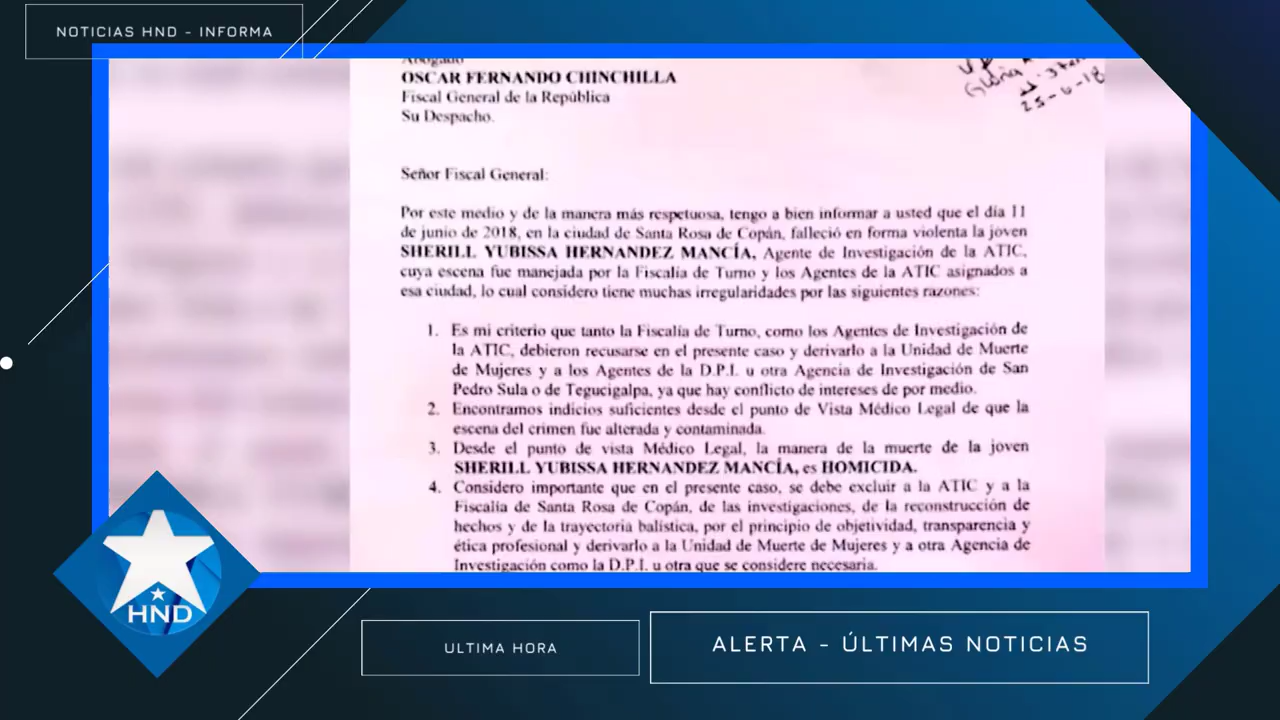 NOTICIAS HND - INFORMA
Abogado
OSCAR FERNANDO CHINCHILLA
Fiscal General de la República
Su Despacho.
25-6-18
Señor Fiscal General:
Por este medio y de la manera más respetuosa, tengo a bien informar a usted que el día 11
de junio de 2018, en la ciudad de Santa Rosa de Copán, falleció en forma violenta la joven
SHERILL YUBISSA HERNANDEZ MANCÍA, Agente de Investigación de la ATIC,
cuya escena fue manejada por la Fiscalía de Turno y los Agentes de la ATIC asignados a
esa ciudad, lo cual considero tiene muchas irregularidades por las siguientes razones:
1. Es mi criterio que tanto la Fiscalía de Turno, como los Agentes de Investigación de
la ATIC, debieron recusarse en el presente caso y derivarlo a la Unidad de Muerte
de Mujeres y a los Agentes de la D.P.I. u otra Agencia de Investigación de San
Pedro Sula o de Tegucigalpa, ya que hay conflicto de intereses de por medio.
2. Encontramos indicios suficientes desde el punto de Vista Médico Legal de que la
escena del crimen fue alterada y contaminada.
3. Desde el punto de vista Médico Legal, la manera de la muerte de la joven
SHERILL YUBISSA HERNANDEZ MANCÍA, es HOMICIDA.
4. Considero importante que en el presente caso, se debe excluir a la ATIC y a la
Fiscalía de Santa Rosa de Copán, de las investigaciones, de la reconstrucción de
hechos y de la trayectoria balística, por el principio de objetividad, transparencia y
ética profesional y derivarlo a la Unidad de Muerte de Mujeres y a otra Agencia de
Investigación como la D.P.I. u otra que se considere necesaria.
HND
ULTIMA HORA
ALERTA - ÚLTIMAS NOTICIAS